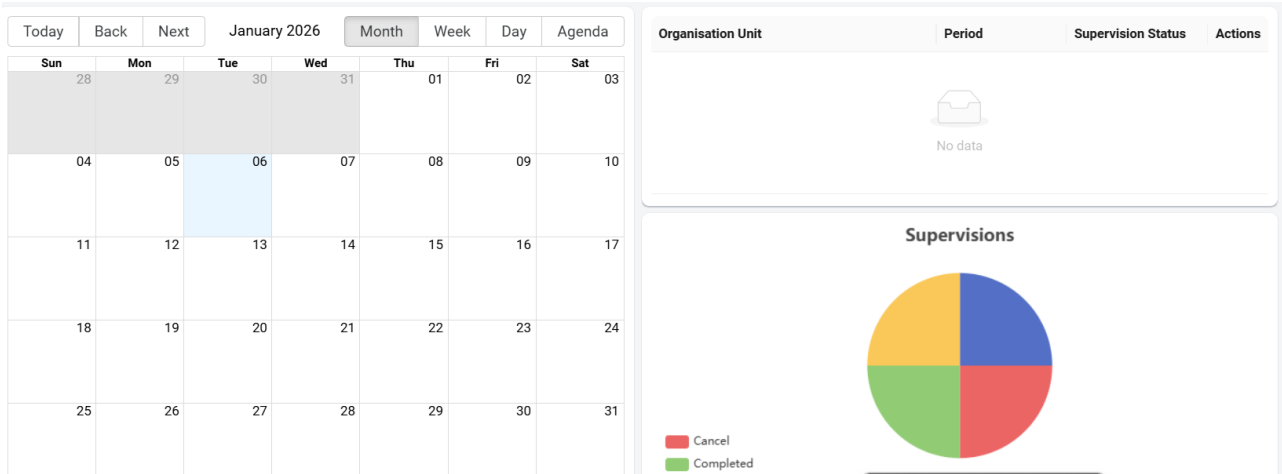 Today Back Next January 2026 Month Week Day Agenda
Sun Mon Tue Wed Thu Fri Sat
28 29 30 31 01 02 03
04 05 06 07 08 09 10
11 12 13 14 15 16 17
18 19 20 21 22 23 24
25 26 27 28 29 30 31
Organisation Unit Period Supervision Status Actions
No data
Supervisions
Cancel
Completed